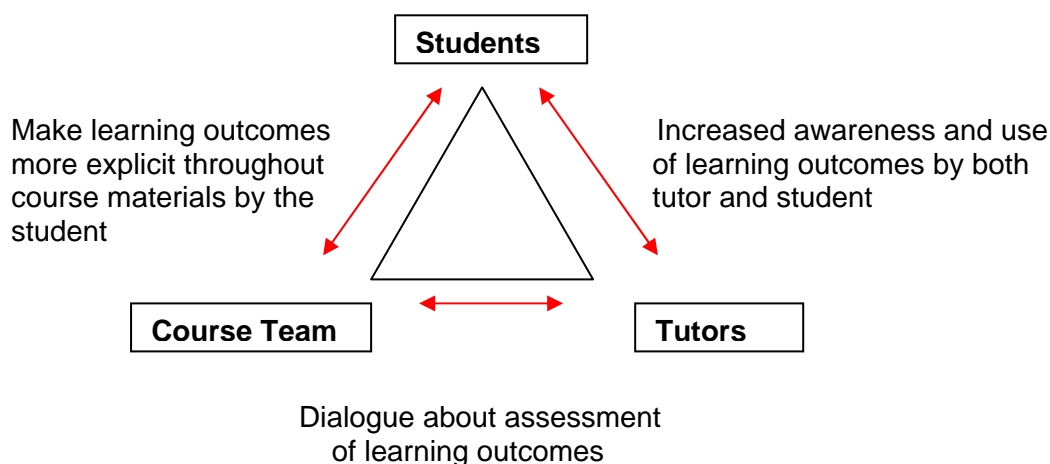 Students
Make learning outcomes
more explicit throughout
course materials by the
student
Increased awareness and use
of learning outcomes by both
tutor and student
Course Team
Tutors
Dialogue about assessment
of learning outcomes